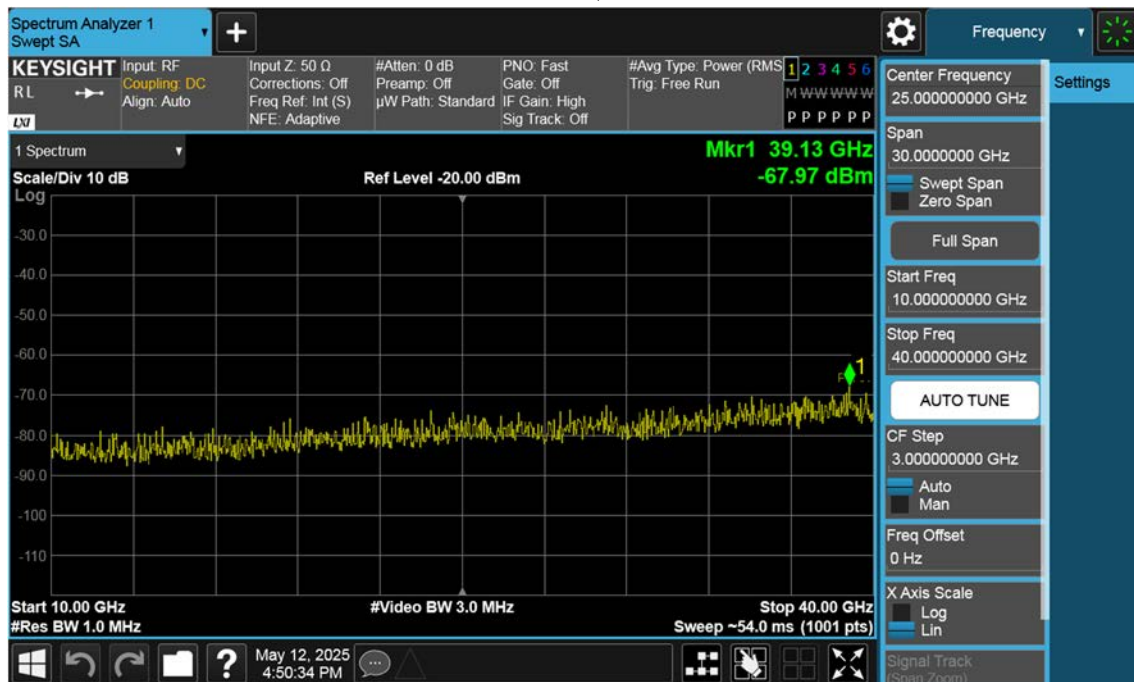 Spectrum Analyzer 1
Swept SA
+
Frequency
KEYSIGHT
RL
LXI
Input: RF
Coupling: DC
Align: Auto
Input Z: 50 Ω
Corrections: Off
Freq Ref: Int (S)
NFE: Adaptive
#Atten: 0 dB
Preamp: Off
µW Path: Standard
PNO: Fast
Gate: Off
IF Gain: High
Sig Track: Off
#Avg Type: Power (RMS
Trig: Free Run
1 2 3 4 5 6
M W W W W W
P P P P P P
1 Spectrum
Mkr1 39.13 GHz
-67.97 dBm
Scale/Div 10 dB
Ref Level -20.00 dBm
Log
-30.0
-40.0
-50.0
-60.0
1
-70.0
-80.0
-90.0
-100
-110
Start 10.00 GHz
#Video BW 3.0 MHz
Stop 40.00 GHz
#Res BW 1.0 MHz
Sweep ~54.0 ms (1001 pts)
Center Frequency
25.000000000 GHz
Span
30.0000000 GHz
Swept Span
Zero Span
Full Span
Start Freq
10.000000000 GHz
Stop Freq
40.000000000 GHz
AUTO TUNE
CF Step
3.000000000 GHz
Auto
Man
Freq Offset
0 Hz
X Axis Scale
Log
Lin
Signal Track
(Span Zoom)
Settings
?
May 12, 2025
4:50:34 PM